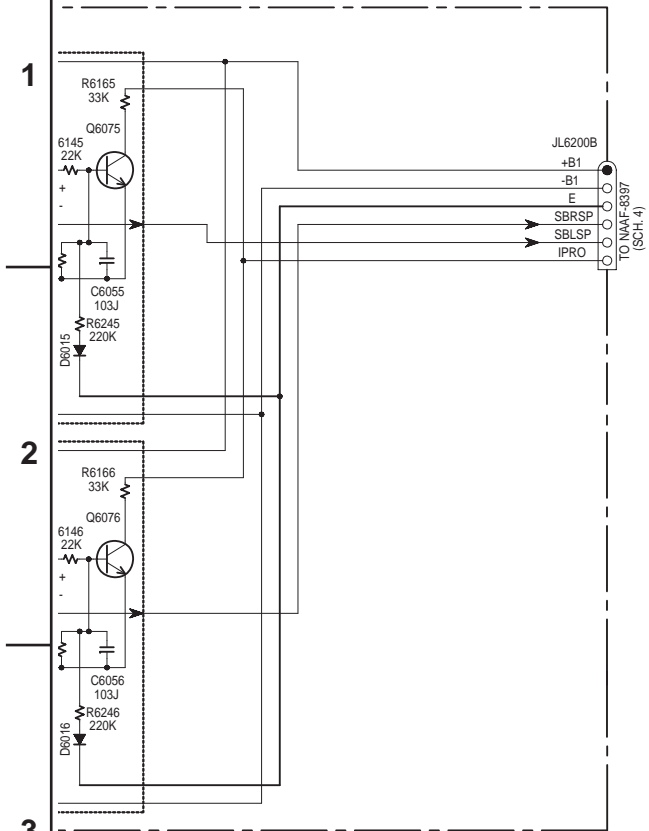 1
R6165
33K
Q6075
6145
22K
+
-
C6055
103J
R6245
220K
D6015
JL6200B
+B1
-B1
E
SBRSP
SBLSP
IPRO
TO NAAF-8397
(SCH. 4)
2
R6166
33K
Q6076
6146
22K
+
-
C6056
103J
R6246
220K
D6016
3